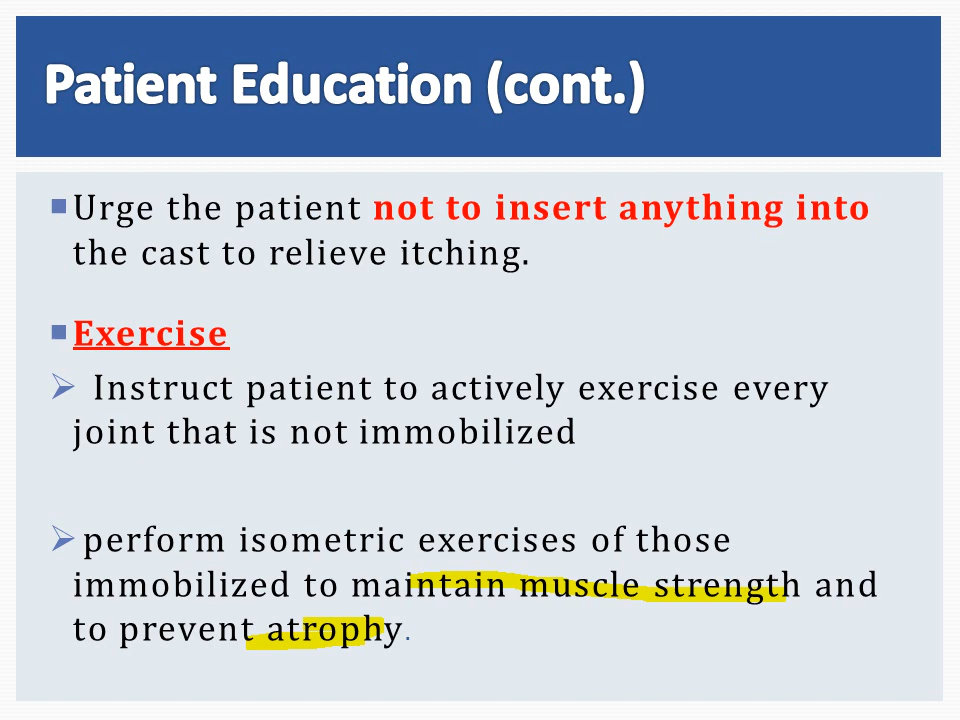 Patient Education (cont.)
▪Urge the patient not to insert anything into
the cast to relieve itching.
▪Exercise
➢ Instruct patient to actively exercise every
joint that is not immobilized
➢perform isometric exercises of those
immobilized to maintain muscle strength and
to prevent atrophy.